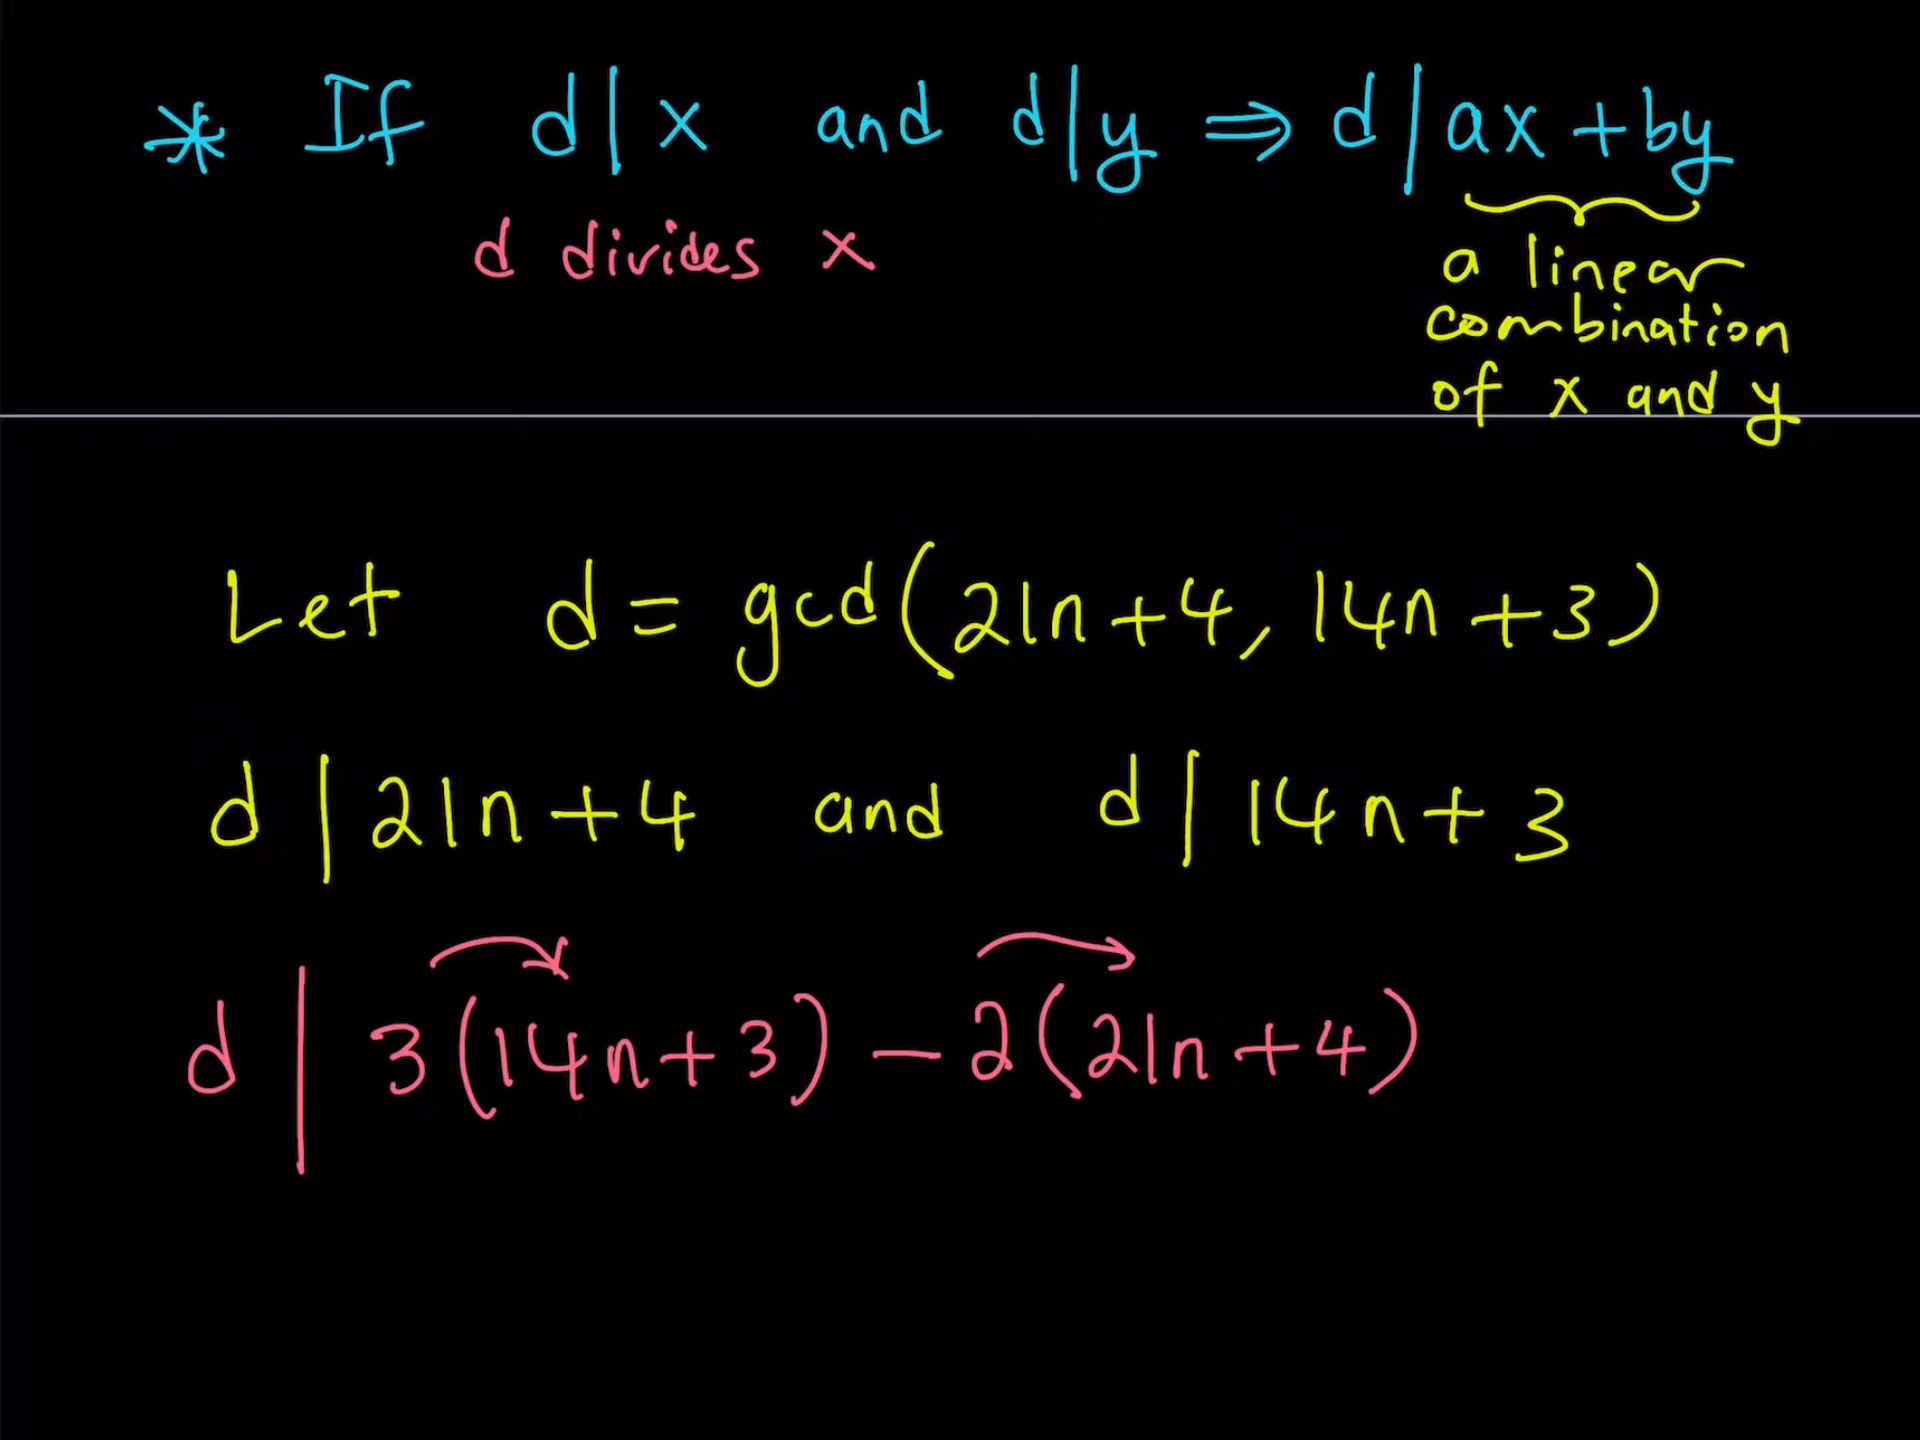 * If d|x and d|y ⇒ d|ax+by
d divides x
a linear
combination
of x and y
Let d = gcd(21n+4, 14n+3)
d | 21n+4 and d | 14n+3
d | 3(14n+3) - 2(21n+4)